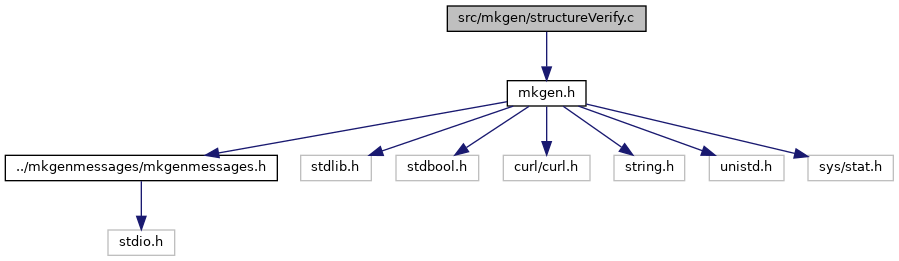 src/mkgen/structureVerify.c
mkgen.h
../mkgenmessages/mkgenmessages.h
stdlib.h
stdbool.h
curl/curl.h
string.h
unistd.h
sys/stat.h
stdio.h